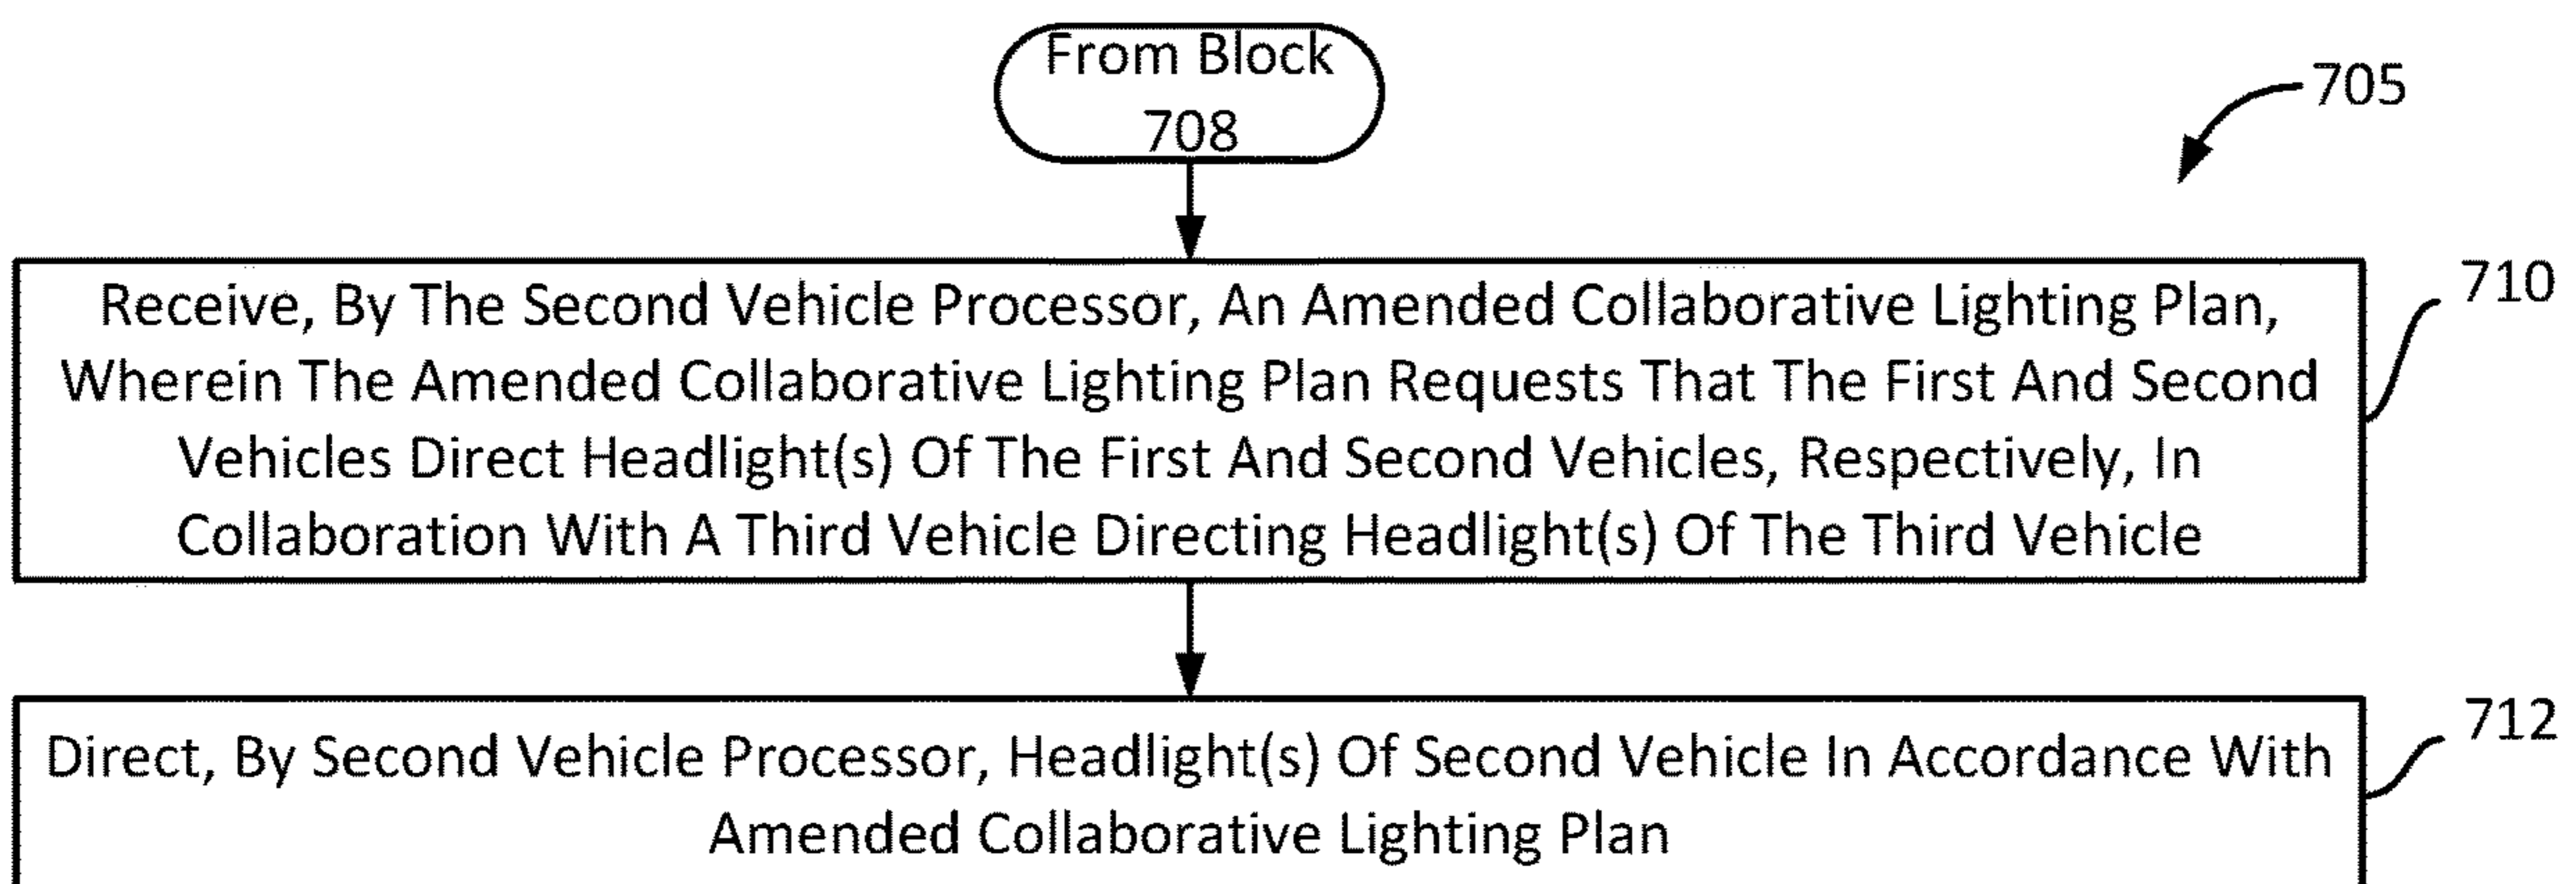 From Block
708
705
Receive, By The Second Vehicle Processor, An Amended Collaborative Lighting Plan,
Wherein The Amended Collaborative Lighting Plan Requests That The First And Second
Vehicles Direct Headlight(s) Of The First And Second Vehicles, Respectively, In
Collaboration With A Third Vehicle Directing Headlight(s) Of The Third Vehicle
710
Direct, By Second Vehicle Processor, Headlight(s) Of Second Vehicle In Accordance With
Amended Collaborative Lighting Plan
712